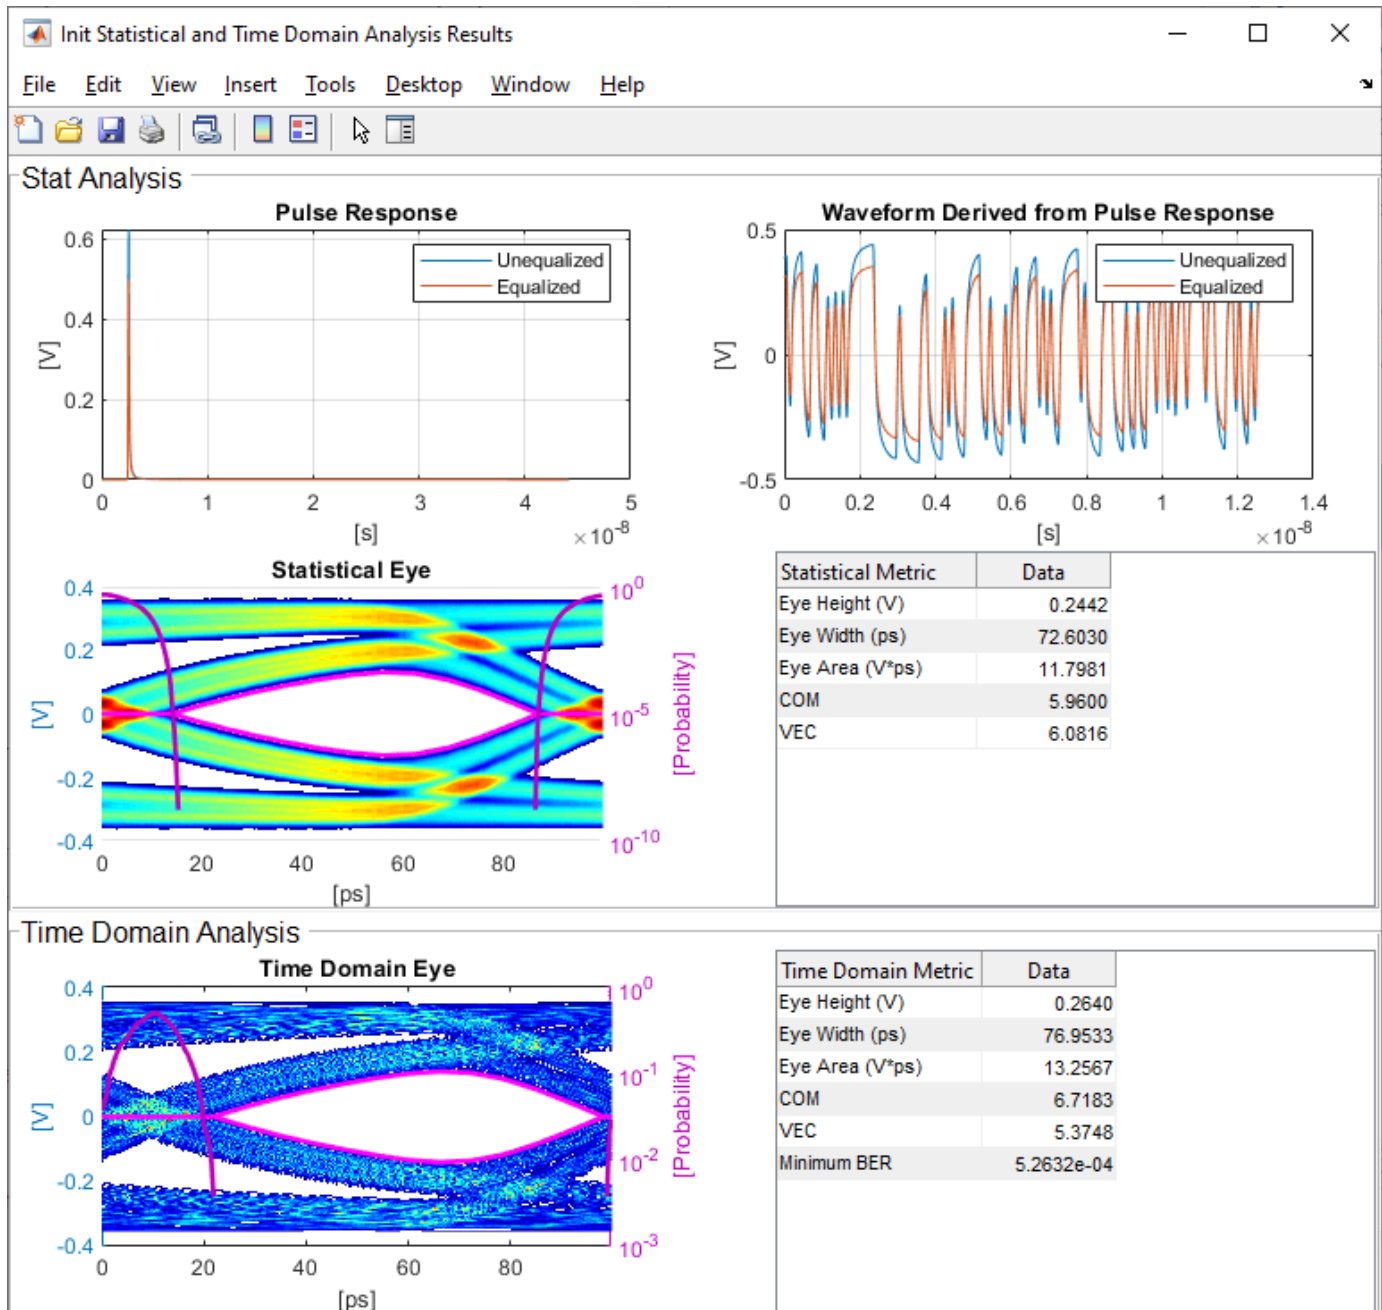 Init Statistical and Time Domain Analysis Results
File Edit View Insert Tools Desktop Window Help
Stat Analysis
Pulse Response
0.6
0.4
0.2
0
[V]
Unequalized
Equalized
0 1 2 3 4 5
[s]
×10^-8
Waveform Derived from Pulse Response
0.5
0
-0.5
[V]
Unequalized
Equalized
0 0.2 0.4 0.6 0.8 1 1.2 1.4
[s]
×10^-8
Statistical Eye
0.4
0.2
0
-0.2
-0.4
[V]
10^0
10^-5
10^-10
[Probability]
0 20 40 60 80
[ps]
Statistical Metric Data
Eye Height (V) 0.2442
Eye Width (ps) 72.6030
Eye Area (V*ps) 11.7981
COM 5.9600
VEC 6.0816
Time Domain Analysis
Time Domain Eye
0.4
0.2
0
-0.2
-0.4
[V]
10^0
10^-1
10^-2
10^-3
[Probability]
0 20 40 60 80
[ps]
Time Domain Metric Data
Eye Height (V) 0.2640
Eye Width (ps) 76.9533
Eye Area (V*ps) 13.2567
COM 6.7183
VEC 5.3748
Minimum BER 5.2632e-04